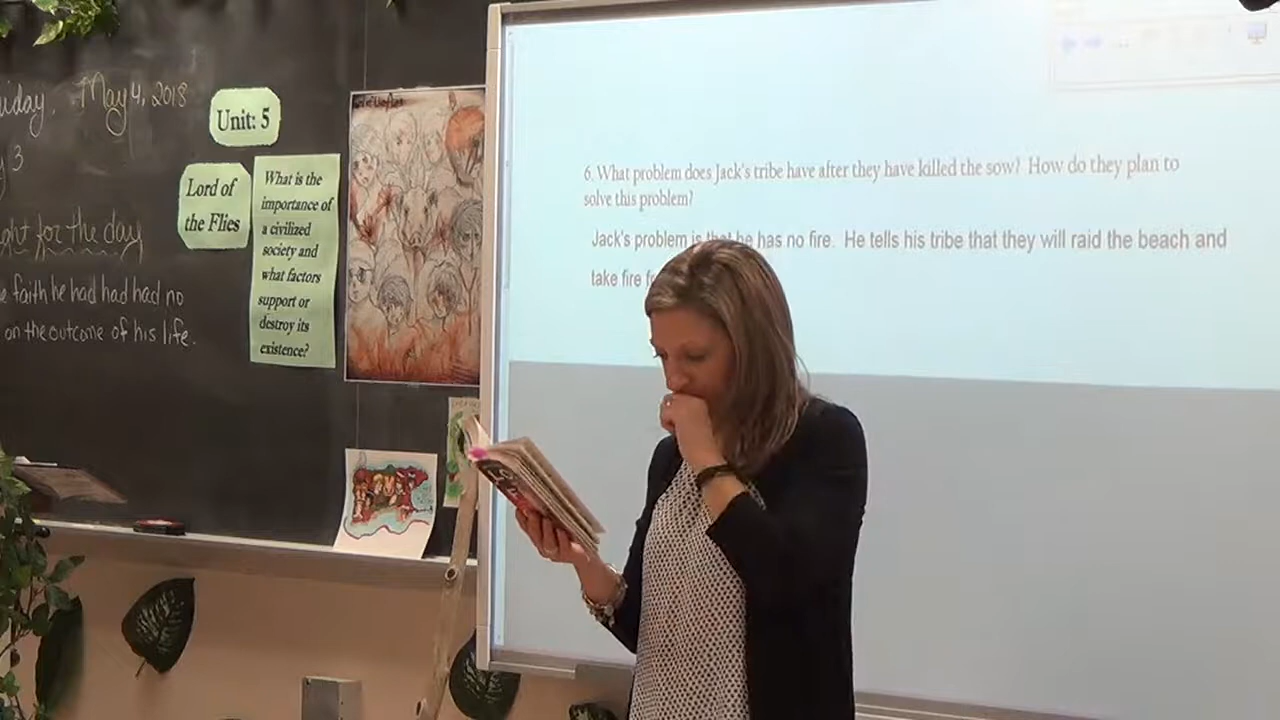 May 4, 2018
3
Unit: 5
Lord of
the Flies
What is the
importance of
a civilized
society and
what factors
support or
destroy its
existence?
for the day
faith he had had had no
on the outcome of his life.
6. What problem does Jack's tribe have after they have killed the sow? How do they plan to
solve this problem?
Jack's problem is that he has no fire. He tells his tribe that they will raid the beach and
take fire